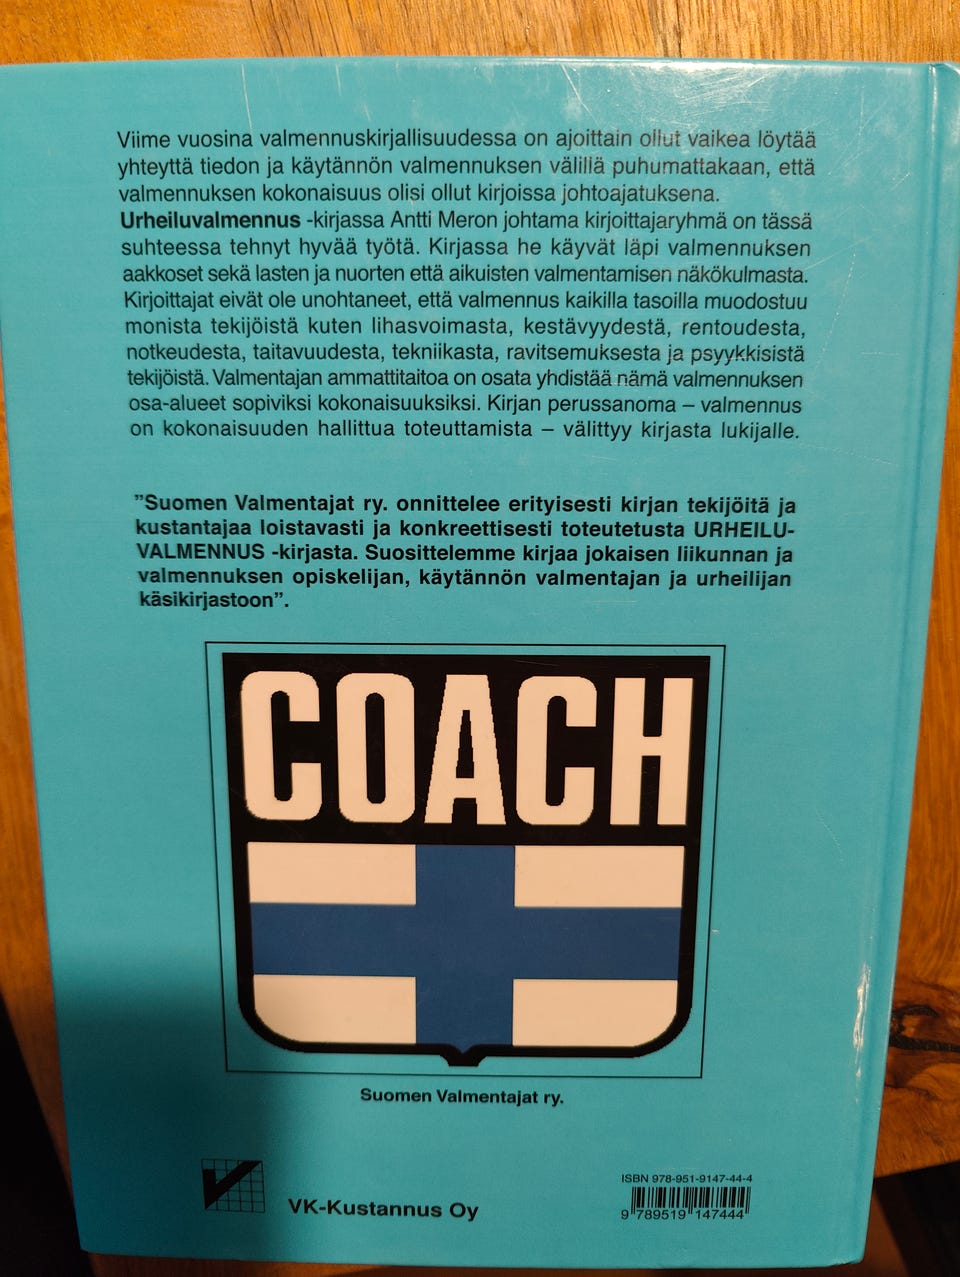 Viime vuosina valmennuskirjallisuudessa on ajoittain ollut vaikea löytää
yhteyttä tiedon ja käytännön valmennuksen välillä puhumattakaan, että
valmennuksen kokonaisuus olisi ollut kirjoissa johtoajatuksena.
Urheiluvalmennus -kirjassa Antti Meron johtama kirjoittajaryhmä on tässä
suhteessa tehnyt hyvää työtä. Kirjassa he käyvät läpi valmennuksen
aakkoset sekä lasten ja nuorten että aikuisten valmentamisen näkökulmasta.
Kirjoittajat eivät ole unohtaneet, että valmennus kaikilla tasoilla muodostuu
monista tekijöistä kuten lihasvoimasta, kestävyydestä, rentoudesta,
notkeudesta, taitavuudesta, tekniikasta, ravitsemuksesta ja psyykkisistä
tekijöistä. Valmentajan ammattitaitoa on osata yhdistää nämä valmennuksen
osa-alueet sopiviksi kokonaisuuksiksi. Kirjan perussanoma – valmennus
on kokonaisuuden hallittua toteuttamista – välittyy kirjasta lukijalle.
"Suomen Valmentajat ry. onnittelee erityisesti kirjan tekijöitä ja
kustantajaa loistavasti ja konkreettisesti toteutetusta URHEILU-
VALMENNUS -kirjasta. Suosittelemme kirjaa jokaisen liikunnan ja
valmennuksen opiskelijan, käytännön valmentajan ja urheilijan
käsikirjastoon".
COACH
Suomen Valmentajat ry.
VK-Kustannus Oy
ISBN 978-951-9147-44-4
9 789519 147444